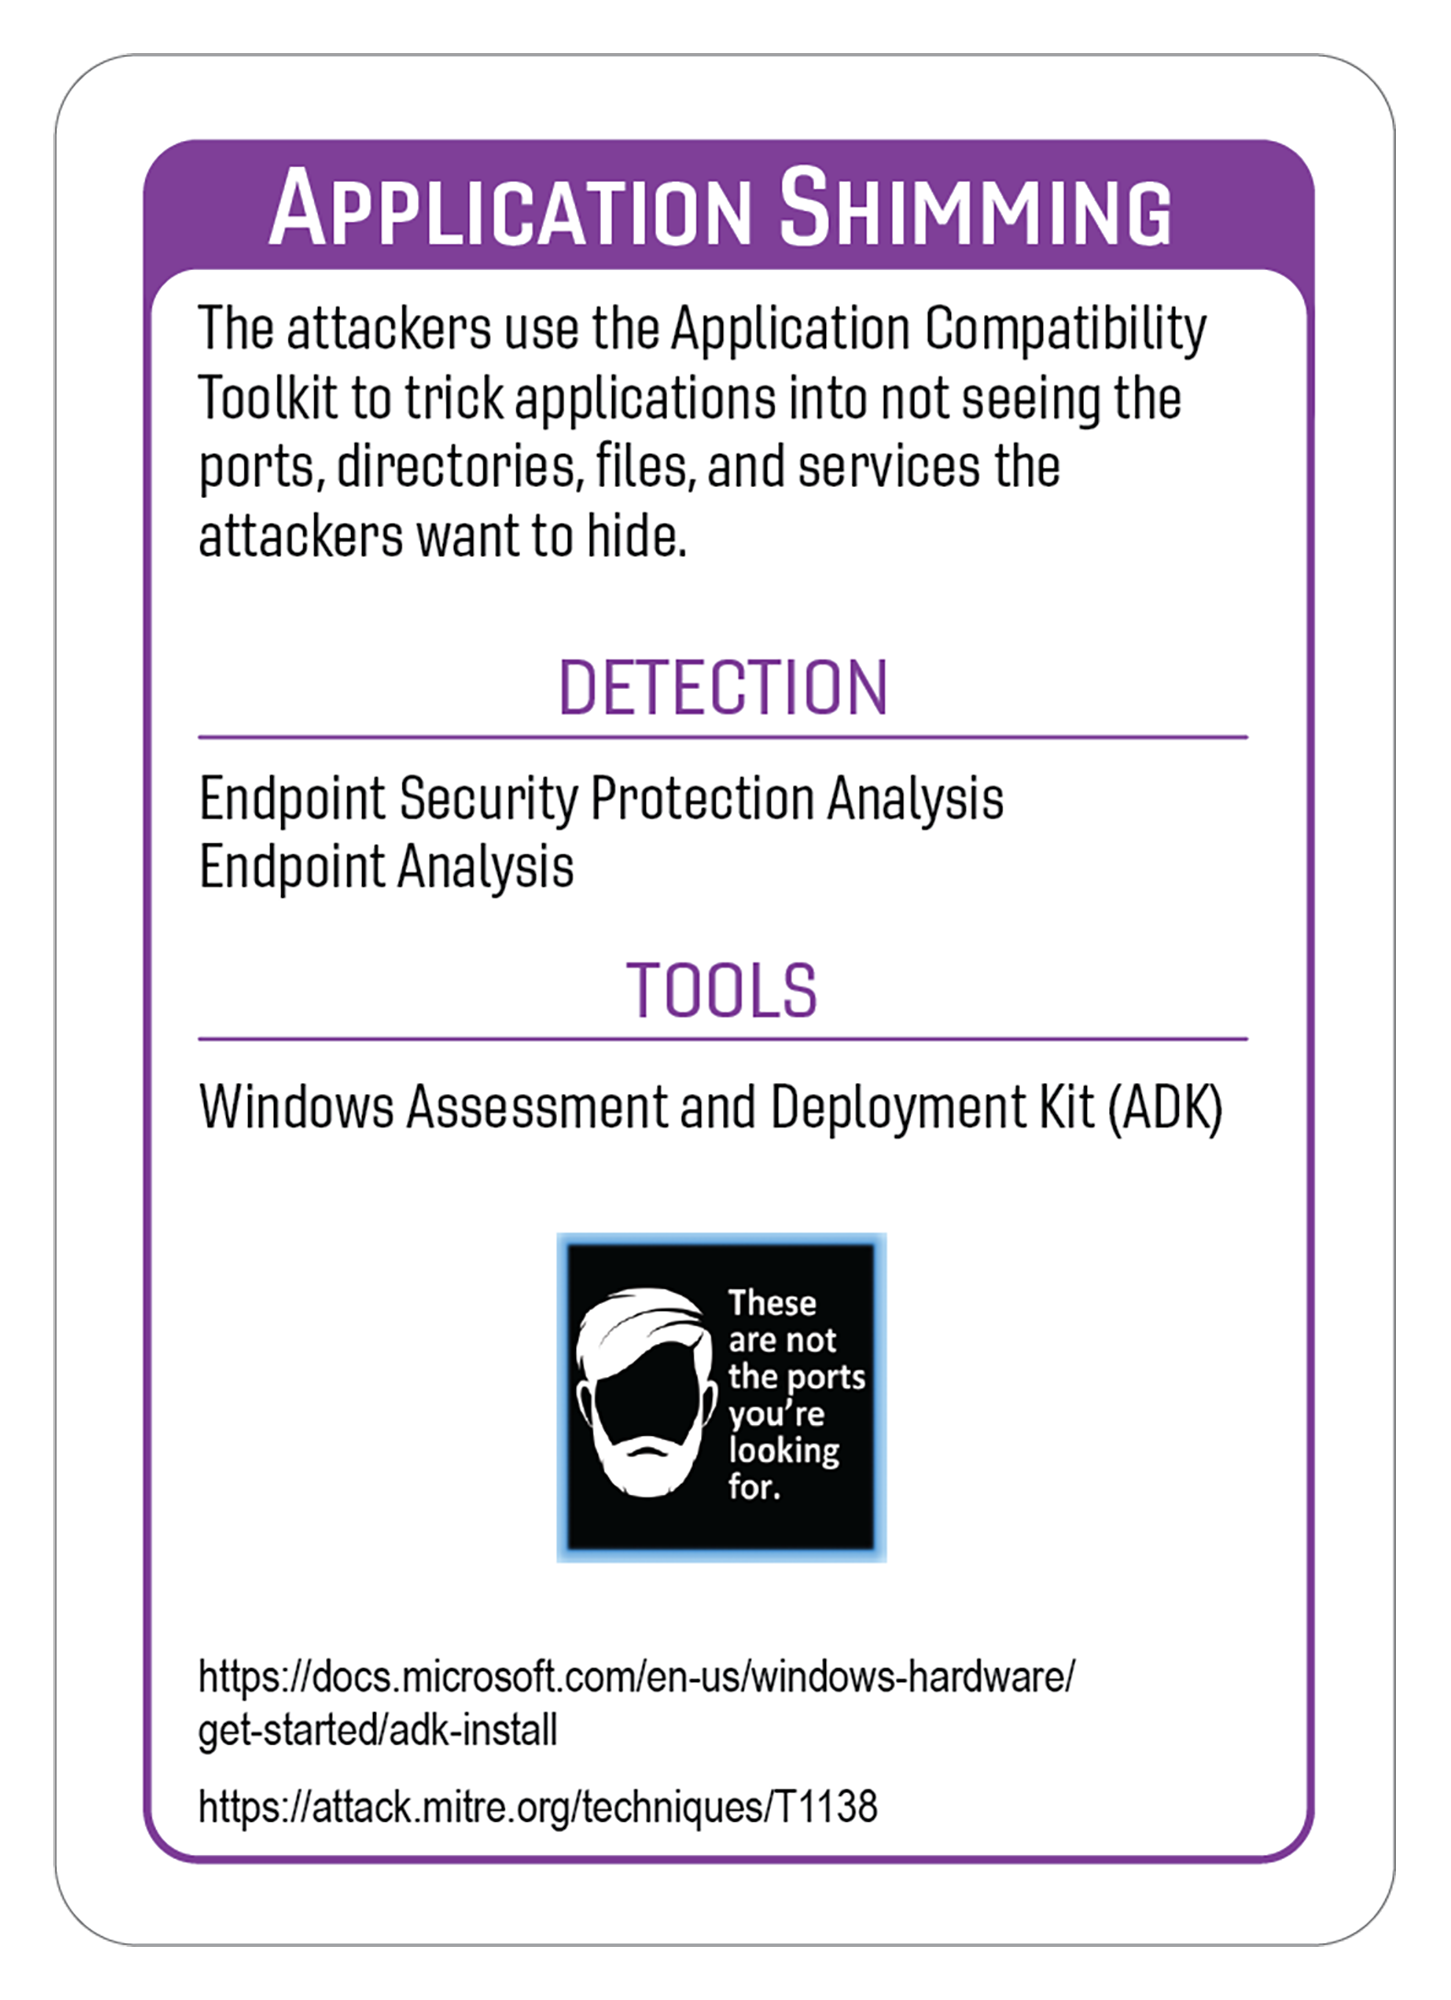 Application Shimming
The attackers use the Application Compatibility
Toolkit to trick applications into not seeing the
ports, directories, files, and services the
attackers want to hide.
DETECTION
Endpoint Security Protection Analysis
Endpoint Analysis
TOOLS
Windows Assessment and Deployment Kit (ADK)
These
are not
the ports
you're
looking
for.
https://docs.microsoft.com/en-us/windows-hardware/
get-started/adk-install
https://attack.mitre.org/techniques/T1138